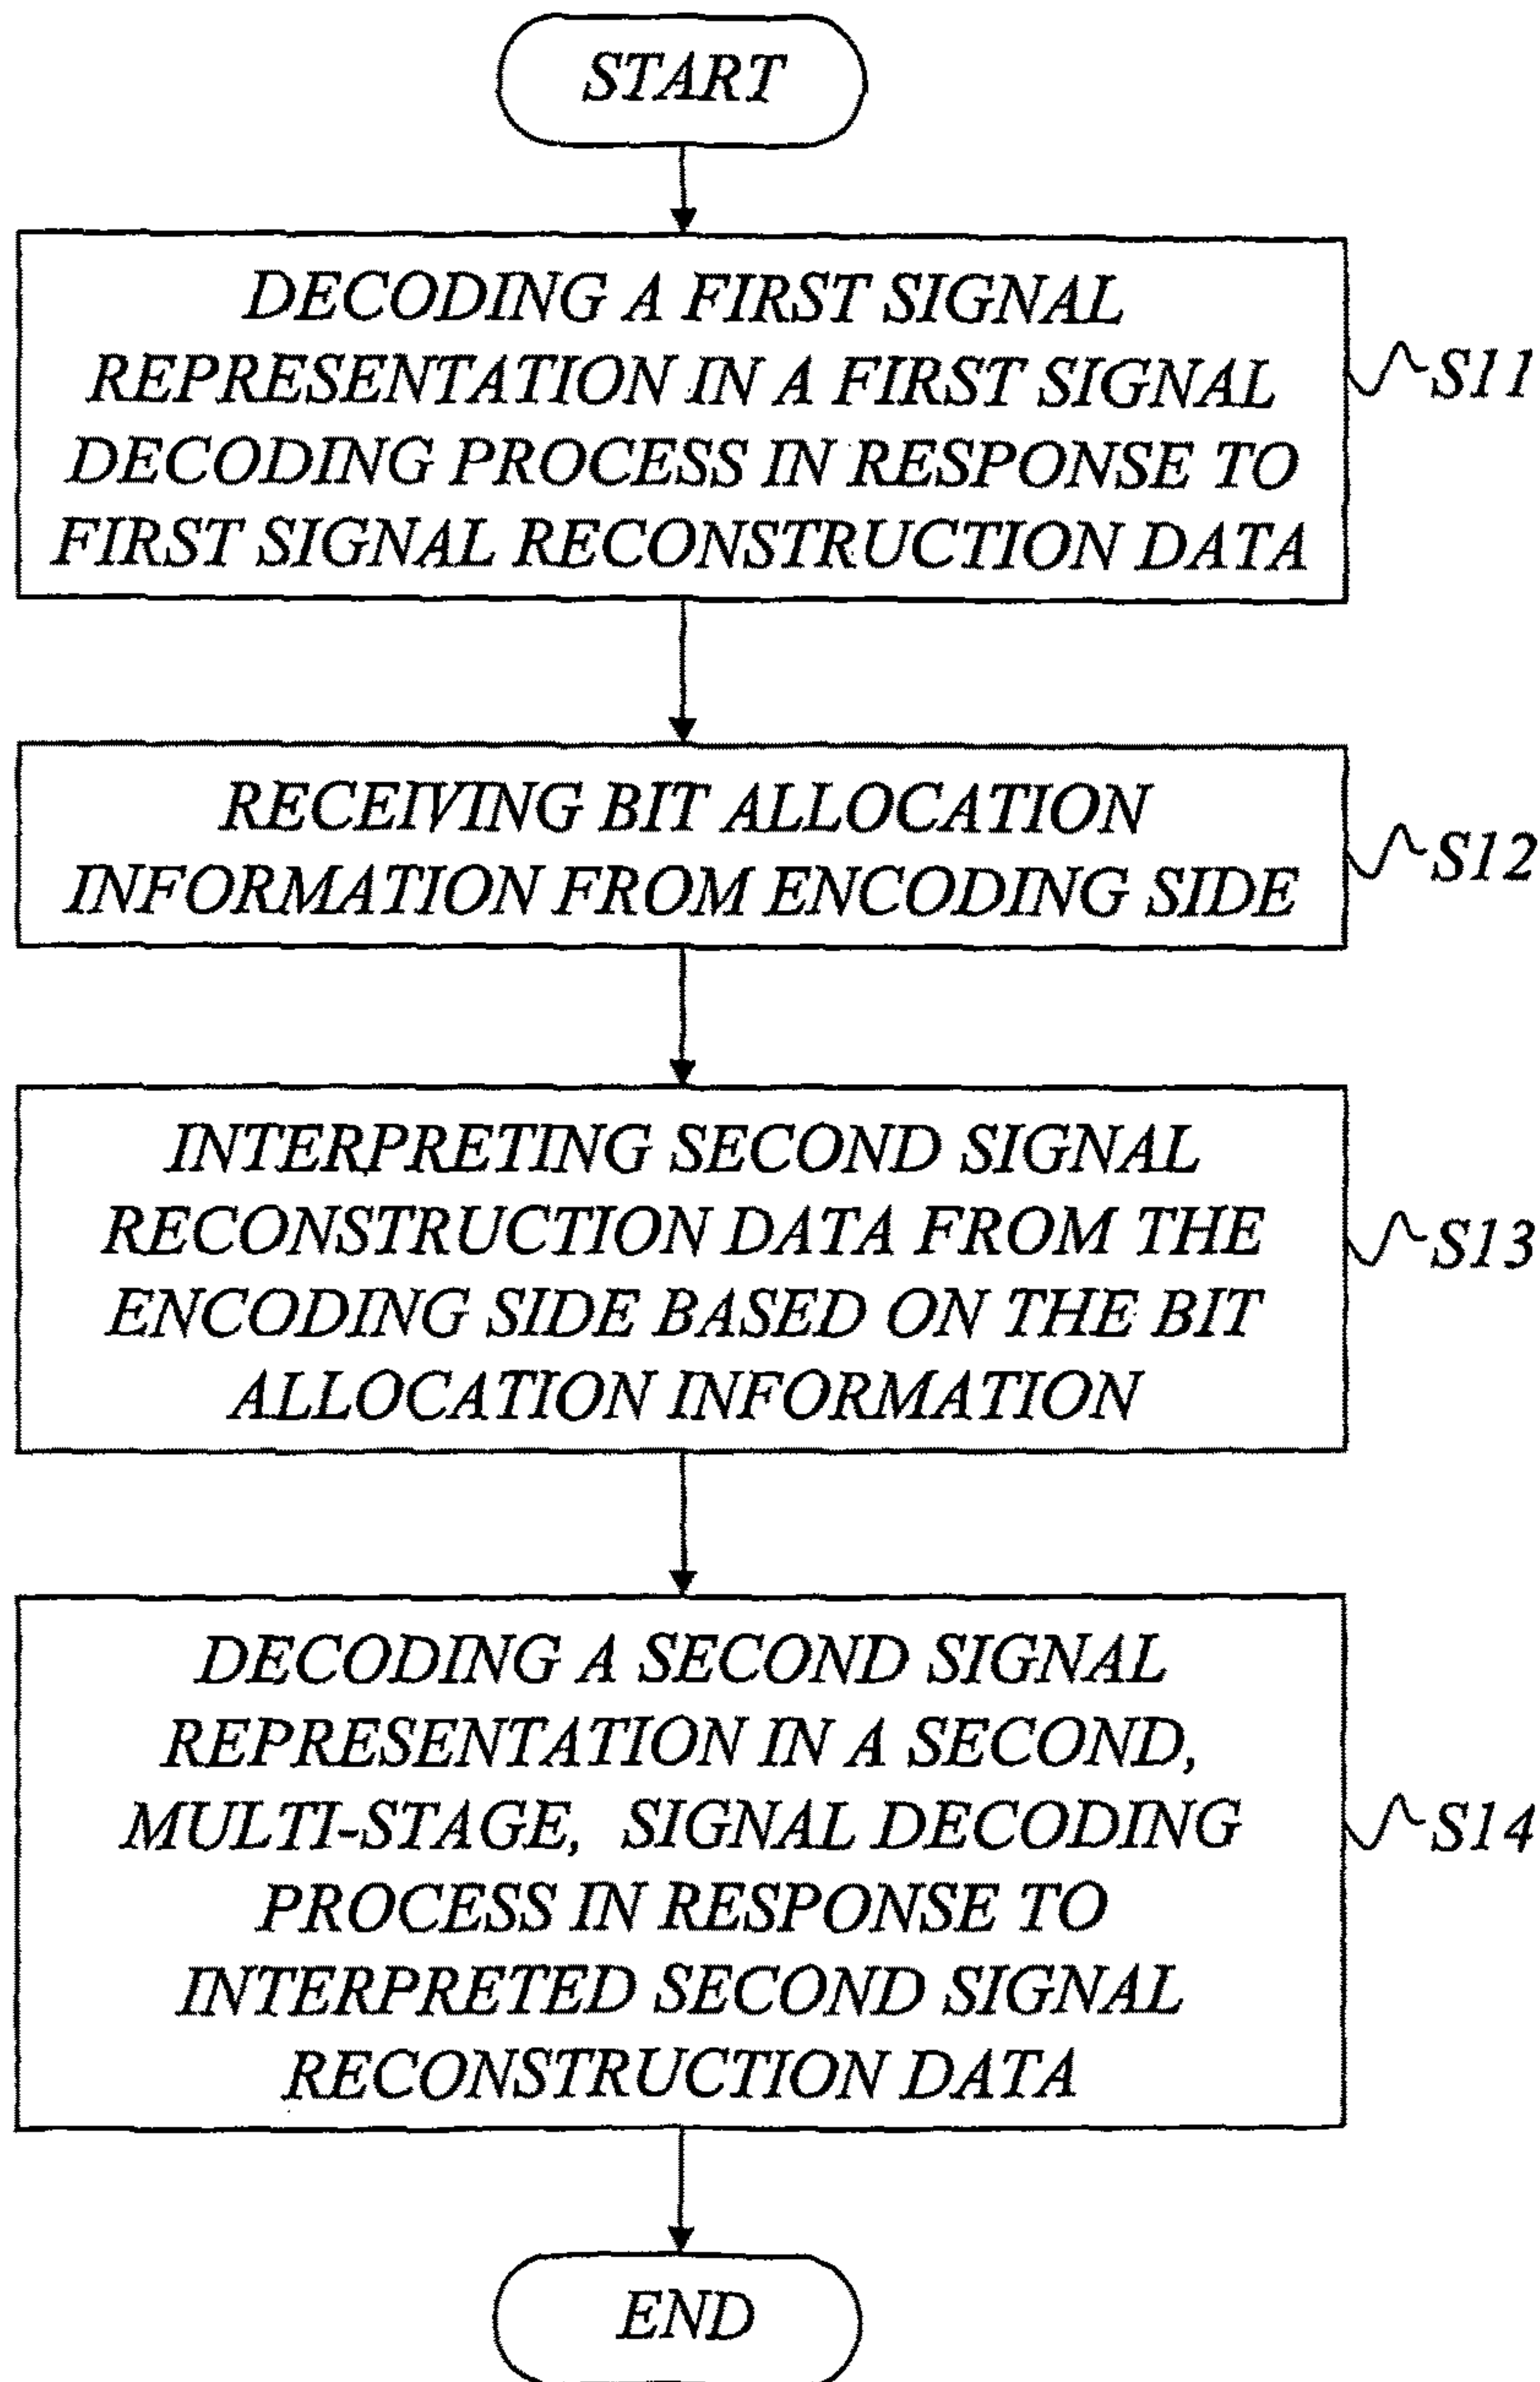 START
DECODING A FIRST SIGNAL
REPRESENTATION IN A FIRST SIGNAL
DECODING PROCESS IN RESPONSE TO
FIRST SIGNAL RECONSTRUCTION DATA
S11
RECEIVING BIT ALLOCATION
INFORMATION FROM ENCODING SIDE
S12
INTERPRETING SECOND SIGNAL
RECONSTRUCTION DATA FROM THE
ENCODING SIDE BASED ON THE BIT
ALLOCATION INFORMATION
S13
DECODING A SECOND SIGNAL
REPRESENTATION IN A SECOND,
MULTI-STAGE, SIGNAL DECODING
PROCESS IN RESPONSE TO
INTERPRETED SECOND SIGNAL
RECONSTRUCTION DATA
S14
END